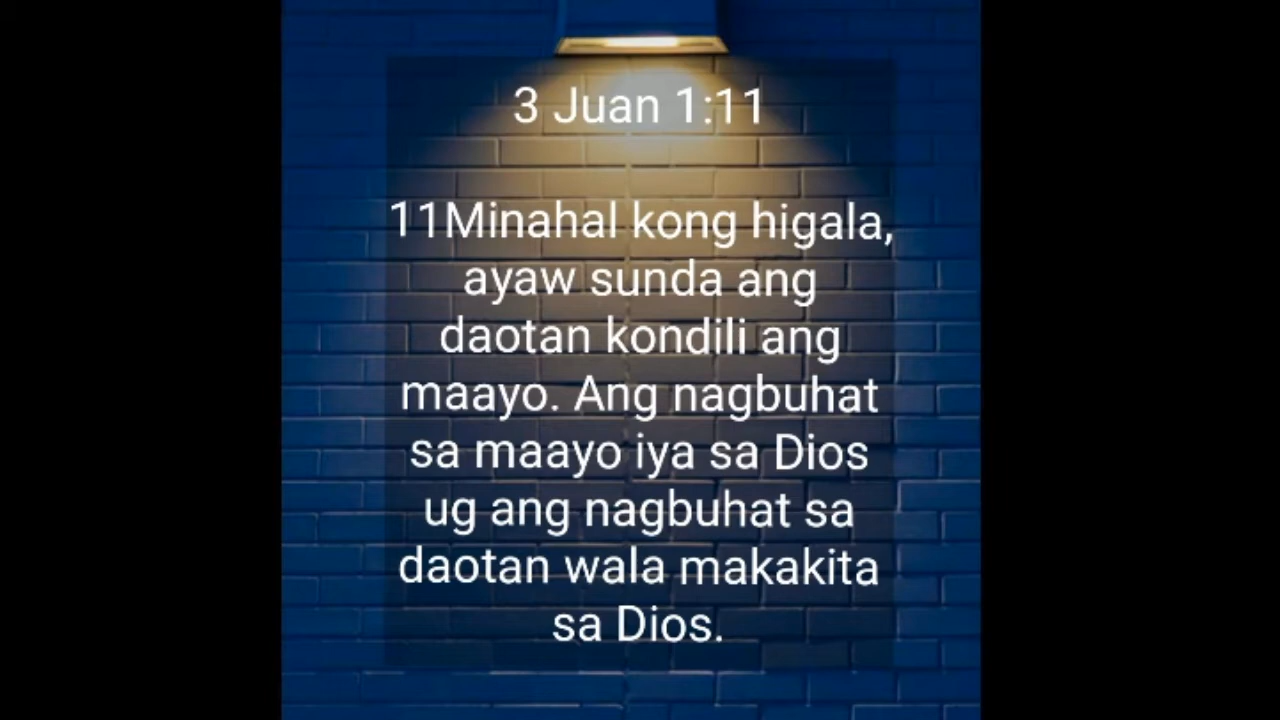 3 Juan 1:11
11Minahal kong higala,
ayaw sunda ang
daotan kondili ang
maayo. Ang nagbuhat
sa maayo iya sa Dios
ug ang nagbuhat sa
daotan wala makakita
sa Dios.